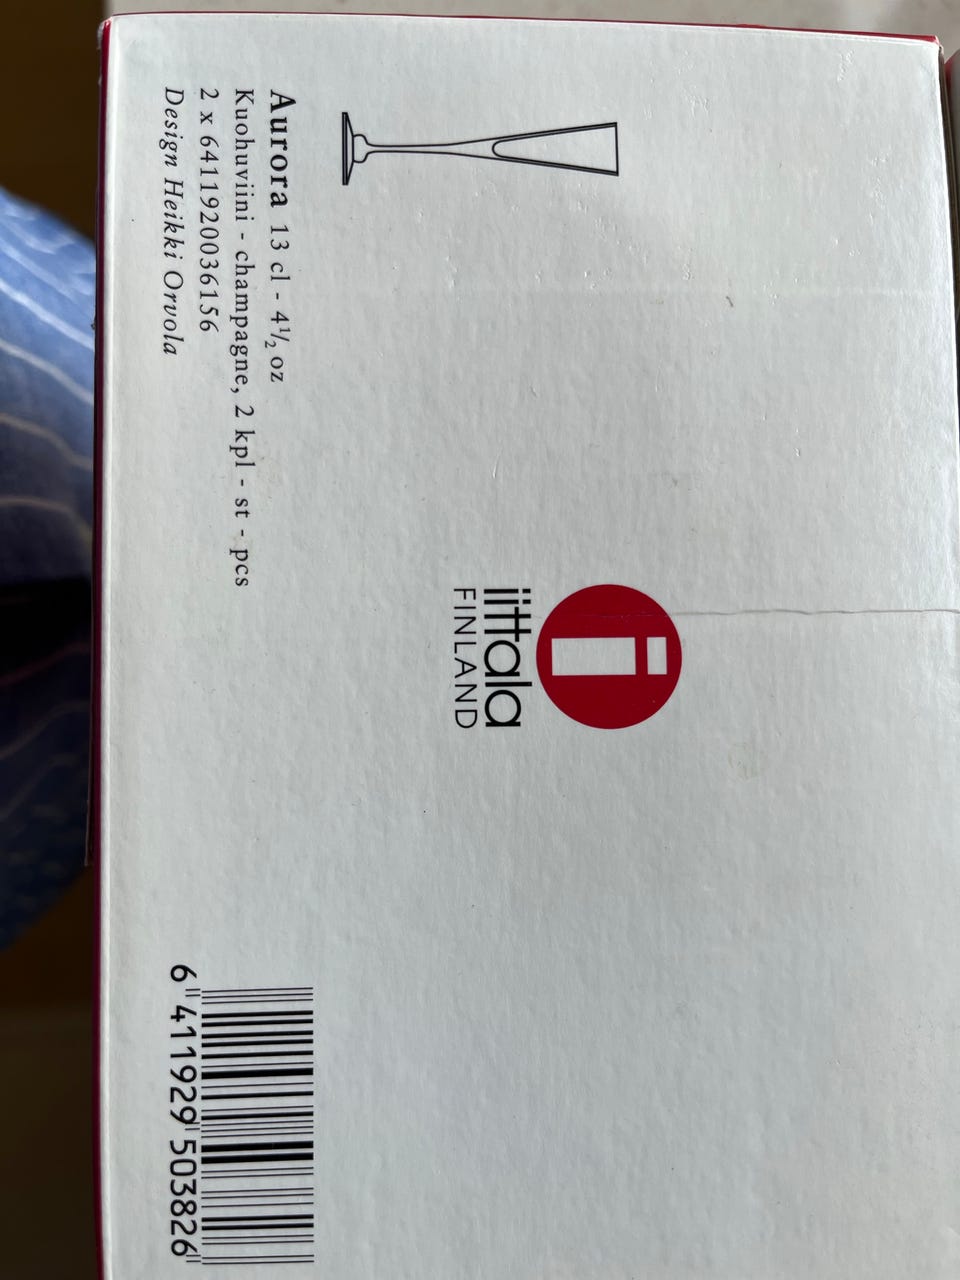 Aurora 13 cl - 4½ oz
Kuohuviini - champagne, 2 kpl - st - pcs
2 x 6411920036156
Design Heikki Orvola
i
iittala
FINLAND
6 411929 503826